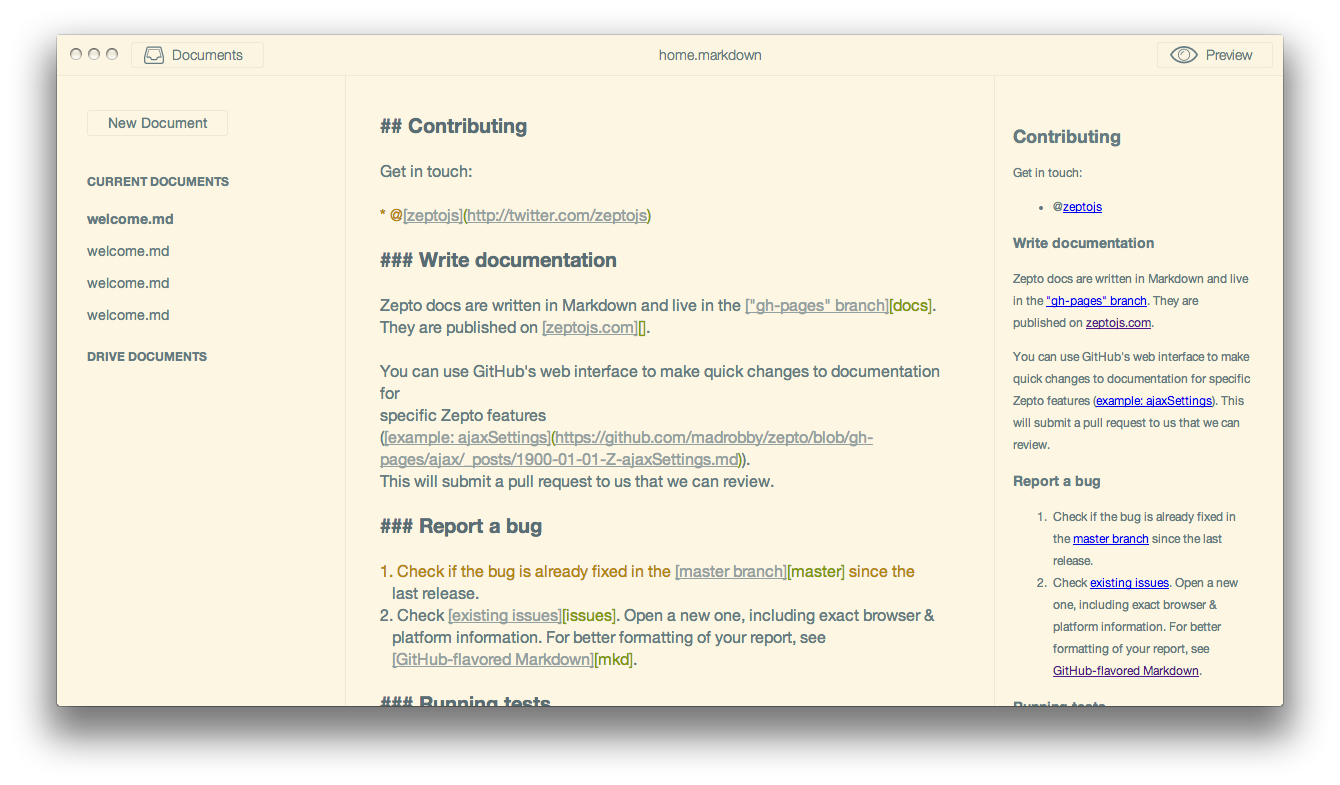 Documents
home.markdown
Preview
New Document
CURRENT DOCUMENTS
welcome.md
welcome.md
welcome.md
welcome.md
DRIVE DOCUMENTS
## Contributing
Get in touch:
* @[zeptojs](http://twitter.com/zeptojs)
### Write documentation
Zepto docs are written in Markdown and live in the ["gh-pages" branch][docs].
They are published on [zeptojs.com][].
You can use GitHub's web interface to make quick changes to documentation
for
specific Zepto features
([example: ajaxSettings](https://github.com/madrobby/zepto/blob/gh-
pages/ajax/_posts/1900-01-01-Z-ajaxSettings.md)).
This will submit a pull request to us that we can review.
### Report a bug
1. Check if the bug is already fixed in the [master branch][master] since the
last release.
2. Check [existing issues][issues]. Open a new one, including exact browser &
platform information. For better formatting of your report, see
[GitHub-flavored Markdown][mkd].
### Running tests
Contributing
Get in touch:
• @zeptojs
Write documentation
Zepto docs are written in Markdown and live
in the "gh-pages" branch. They are
published on zeptojs.com.
You can use GitHub's web interface to make
quick changes to documentation for specific
Zepto features (example: ajaxSettings). This
will submit a pull request to us that we can
review.
Report a bug
1. Check if the bug is already fixed in
the master branch since the last
release.
2. Check existing issues. Open a new
one, including exact browser &
platform information. For better
formatting of your report, see
GitHub-flavored Markdown.
Running tests